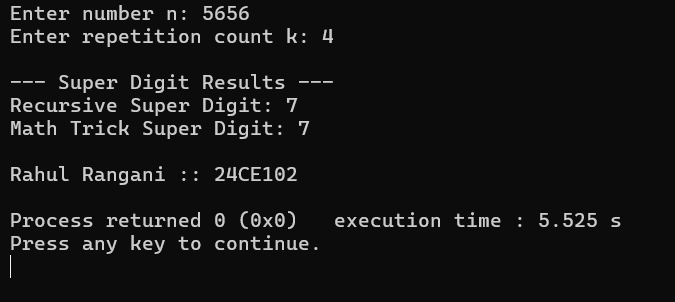 Enter number n: 5656
Enter repetition count k: 4
--- Super Digit Results ---
Recursive Super Digit: 7
Math Trick Super Digit: 7
Rahul Rangani :: 24CE102
Process returned 0 (0x0)   execution time : 5.525 s
Press any key to continue.